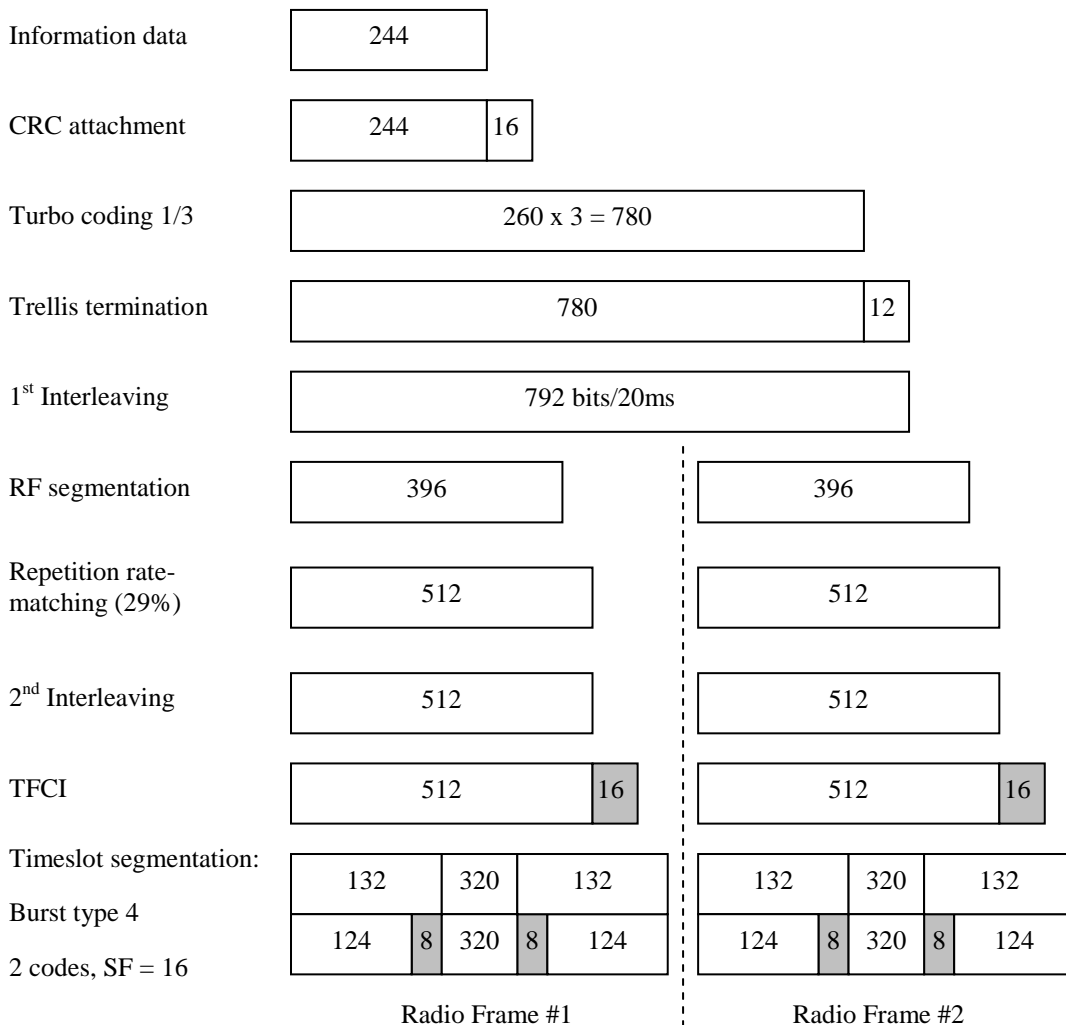 Information data
244
CRC attachment
244 16
Turbo coding 1/3
260 x 3 = 780
Trellis termination
780 12
1st Interleaving
792 bits/20ms
RF segmentation
396 396
Repetition rate-
matching (29%)
512 512
2nd Interleaving
512 512
TFCI
512 16 512 16
Timeslot segmentation:
132 320 132 132 320 132
Burst type 4
124 8 320 8 124 124 8 320 8 124
2 codes, SF = 16
Radio Frame #1 Radio Frame #2